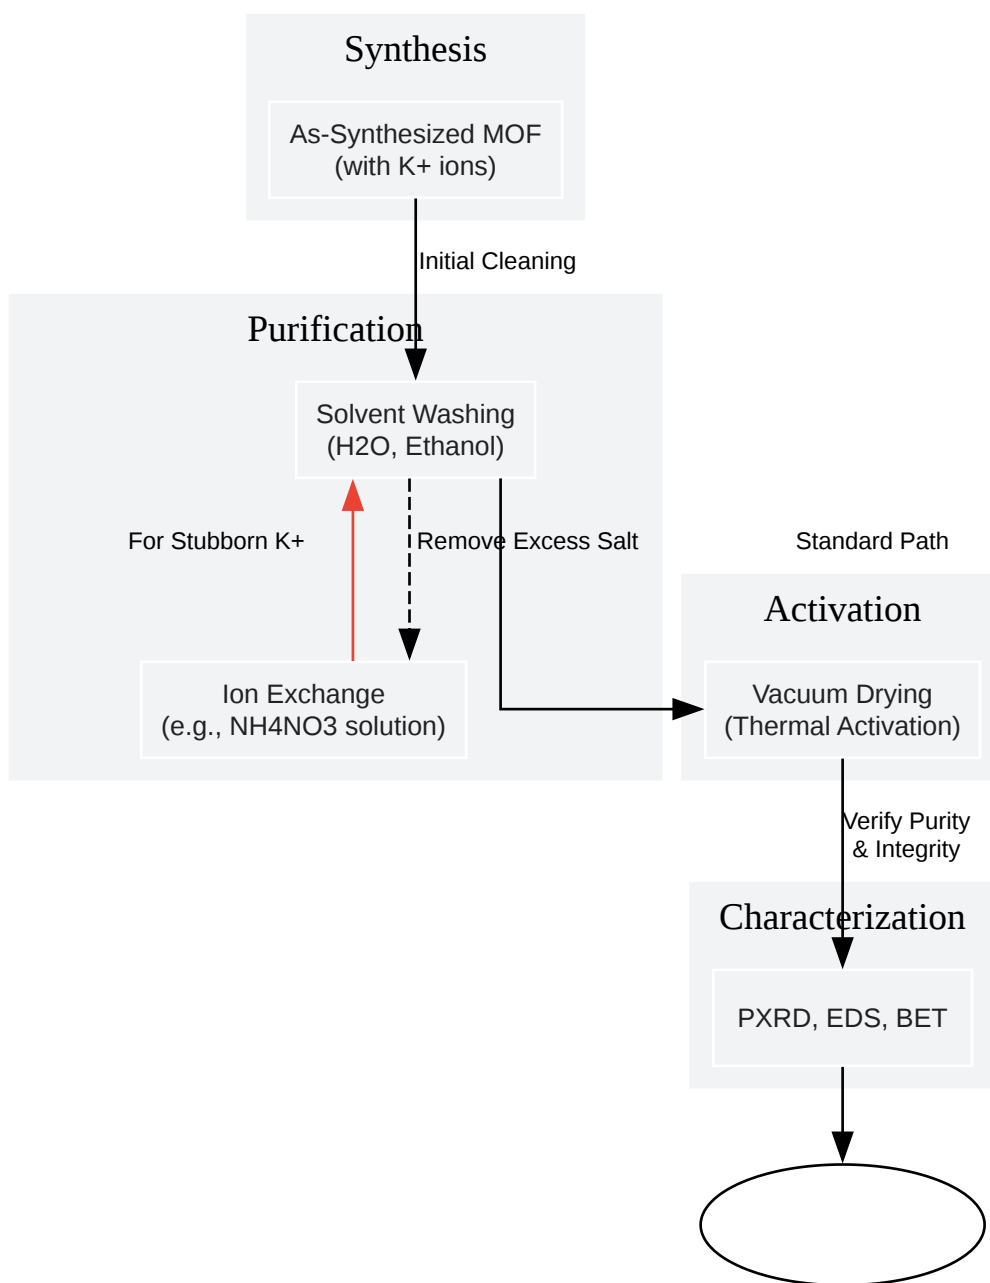 Synthesis
As-Synthesized MOF
(with K+ ions)
Initial Cleaning
Purification
Solvent Washing
(H2O, Ethanol)
For Stubborn K+
Remove Excess Salt
Standard Path
Ion Exchange
(e.g., NH4NO3 solution)
Activation
Vacuum Drying
(Thermal Activation)
Verify Purity
& Integrity
Characterization
PXRD, EDS, BET